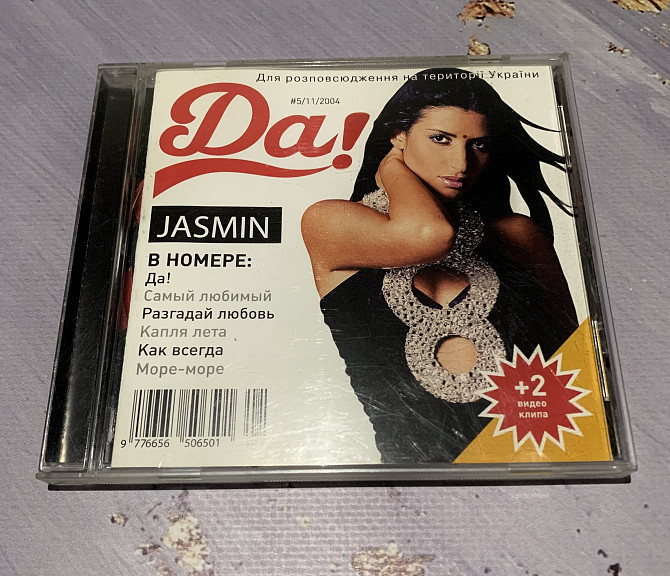 Для розповсюдження на території України
#5/11/2004
Да!
JASMIN
В НОМЕРЕ:
Да!
Самый любимый
Разгадай любовь
Капля лета
Как всегда
Море-море
9 776656 506501
+2
видео
клипа